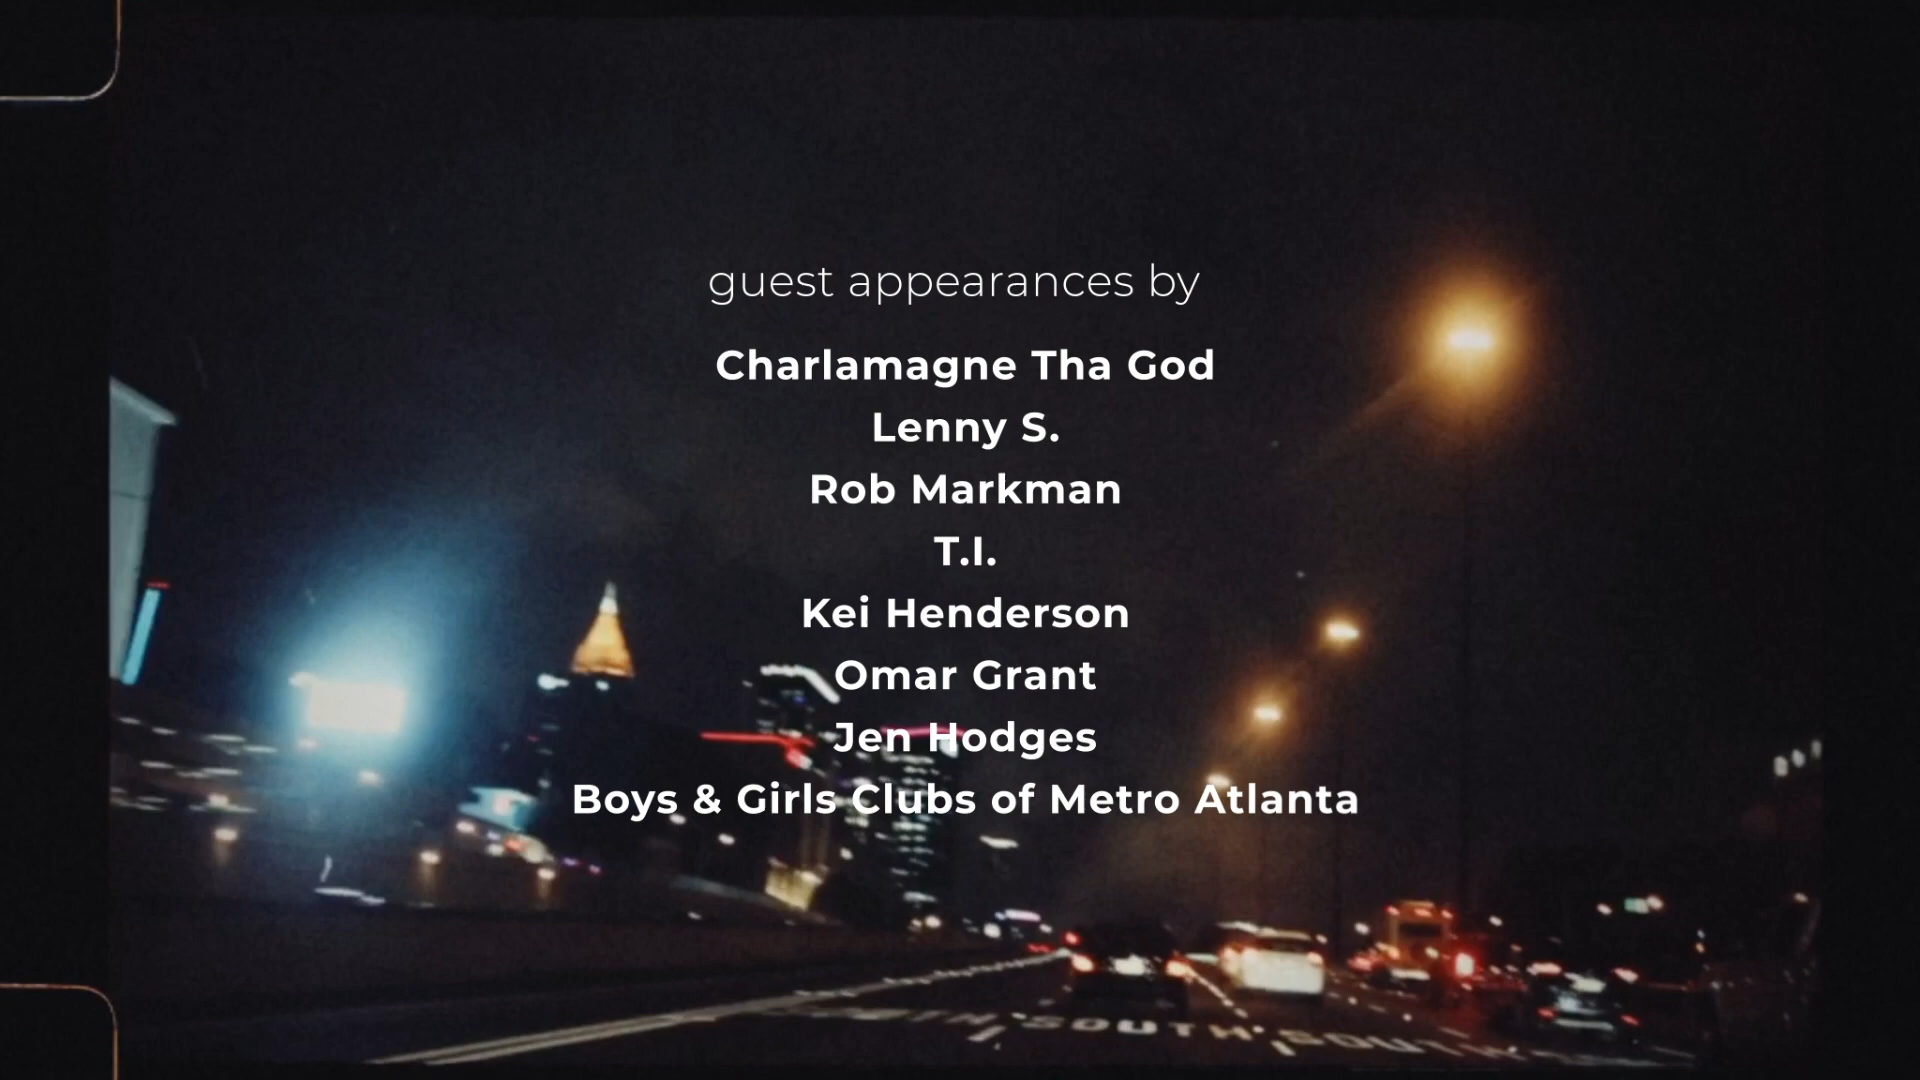 guest appearances by
Charlamagne Tha God
Lenny S.
Rob Markman
T.I.
Kei Henderson
Omar Grant
Jen Hodges
Boys & Girls Clubs of Metro Atlanta
SOUTH